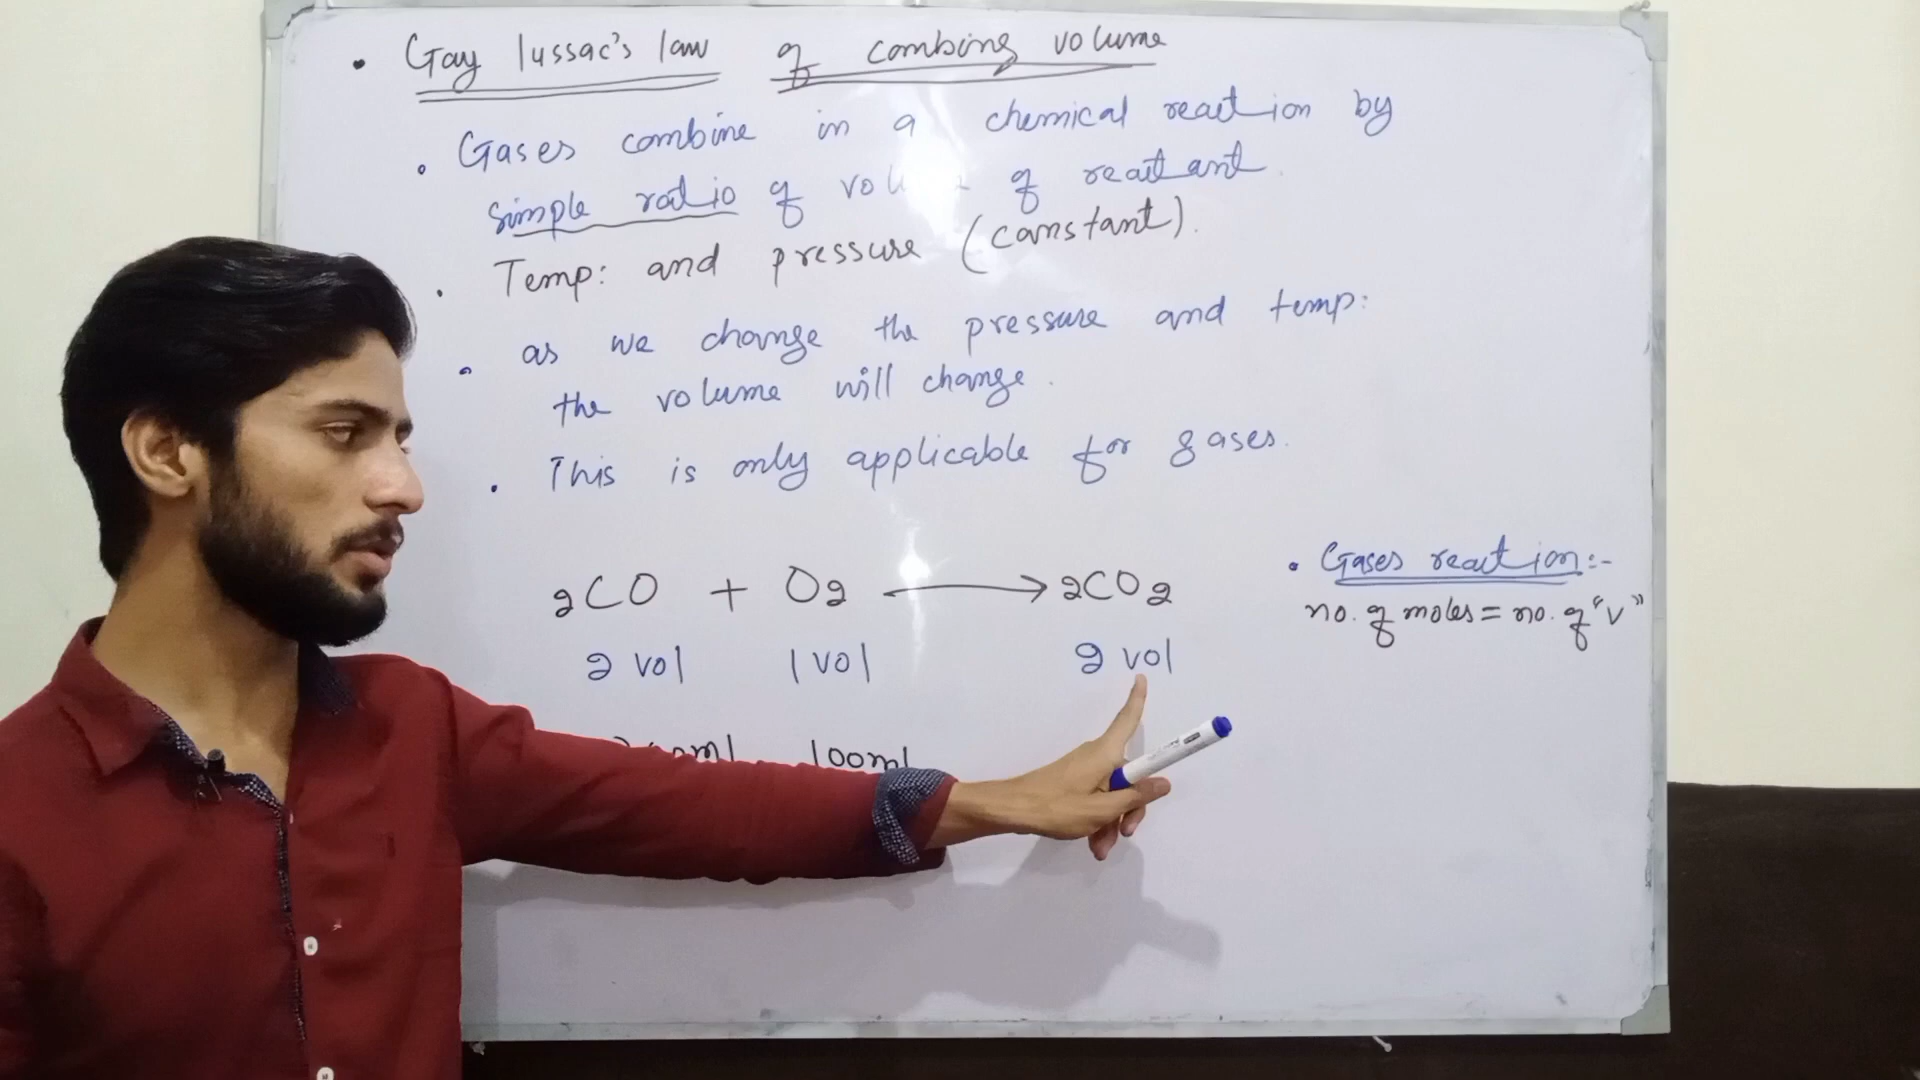 • Gay lussac's law of combing volume
• Gases combine in a chemical reaction by
simple ratio of of reactant.
• Temp: and pressure (constant).
• as we change the pressure and temp:
the volume will change.
• This is only applicable for gases.
2CO + O2 → 2CO2
2 vol 1 vol 2 vol
100ml
• Gases reaction:-
no. of moles = no. of "V"